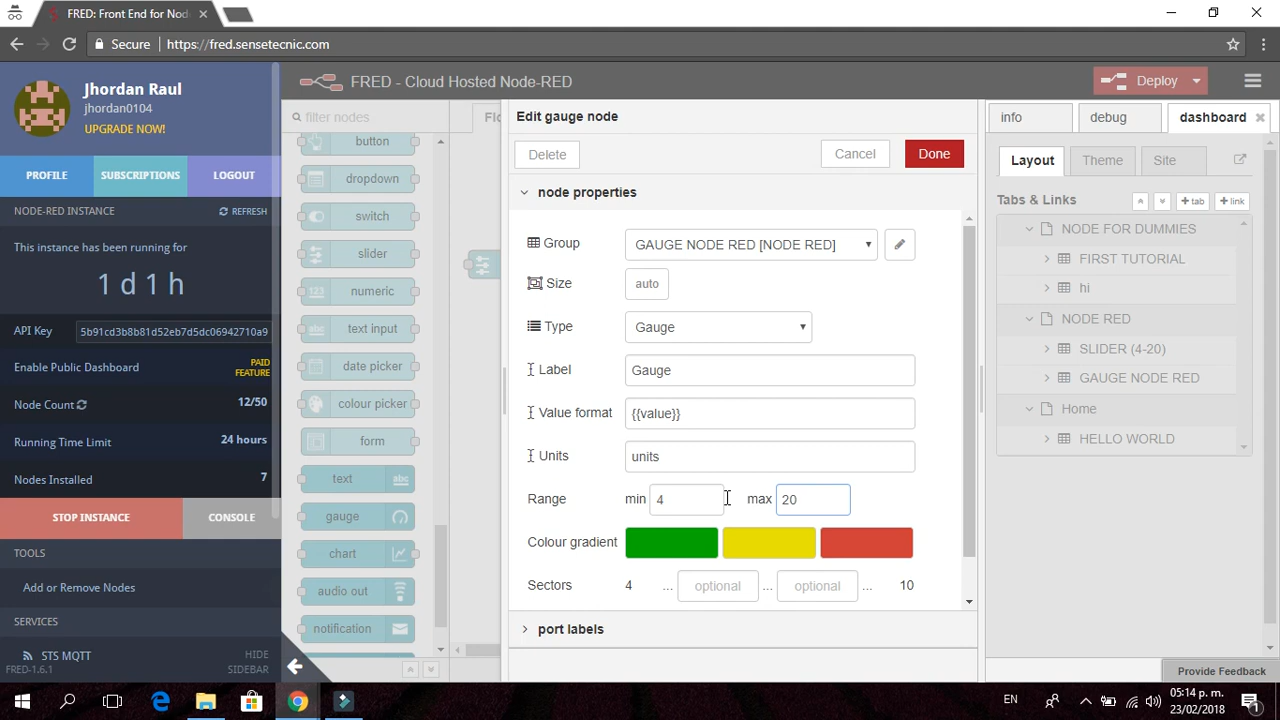 FRED: Front End for Nod
Secure
https://fred.sensetecnic.com
Jhordan Raul
jhordan0104
UPGRADE NOW!
PROFILE
SUBSCRIPTIONS
LOGOUT
NODE-RED INSTANCE
REFRESH
This instance has been running for
1 d 1 h
API Key
5b91cd3b8b81d52eb7d5dc06942710a9
Enable Public Dashboard
PAID
FEATURE
Node Count
12/50
Running Time Limit
24 hours
Nodes Installed
7
STOP INSTANCE
CONSOLE
TOOLS
Add or Remove Nodes
SERVICES
STS MQTT
HIDE
FRED-1.6.1
SIDEBAR
FRED - Cloud Hosted Node-RED
Deploy
filter nodes
Flo
button
dropdown
switch
slider
123
numeric
abc
text input
date picker
colour picker
form
text
abc
gauge
chart
audio out
notification
Edit gauge node
Delete
Cancel
Done
node properties
Group
GAUGE NODE RED [NODE RED]
Size
auto
Type
Gauge
Label
Gauge
Value format
{{value}}
Units
units
Range
min
4
max
20
Colour gradient
Sectors
4
...
optional
...
optional
...
10
port labels
info
debug
dashboard
Layout
Theme
Site
Tabs & Links
+ tab
+ link
NODE FOR DUMMIES
FIRST TUTORIAL
hi
NODE RED
SLIDER (4-20)
GAUGE NODE RED
Home
HELLO WORLD
Provide Feedback
EN
05:14 p. m.
23/02/2018
1